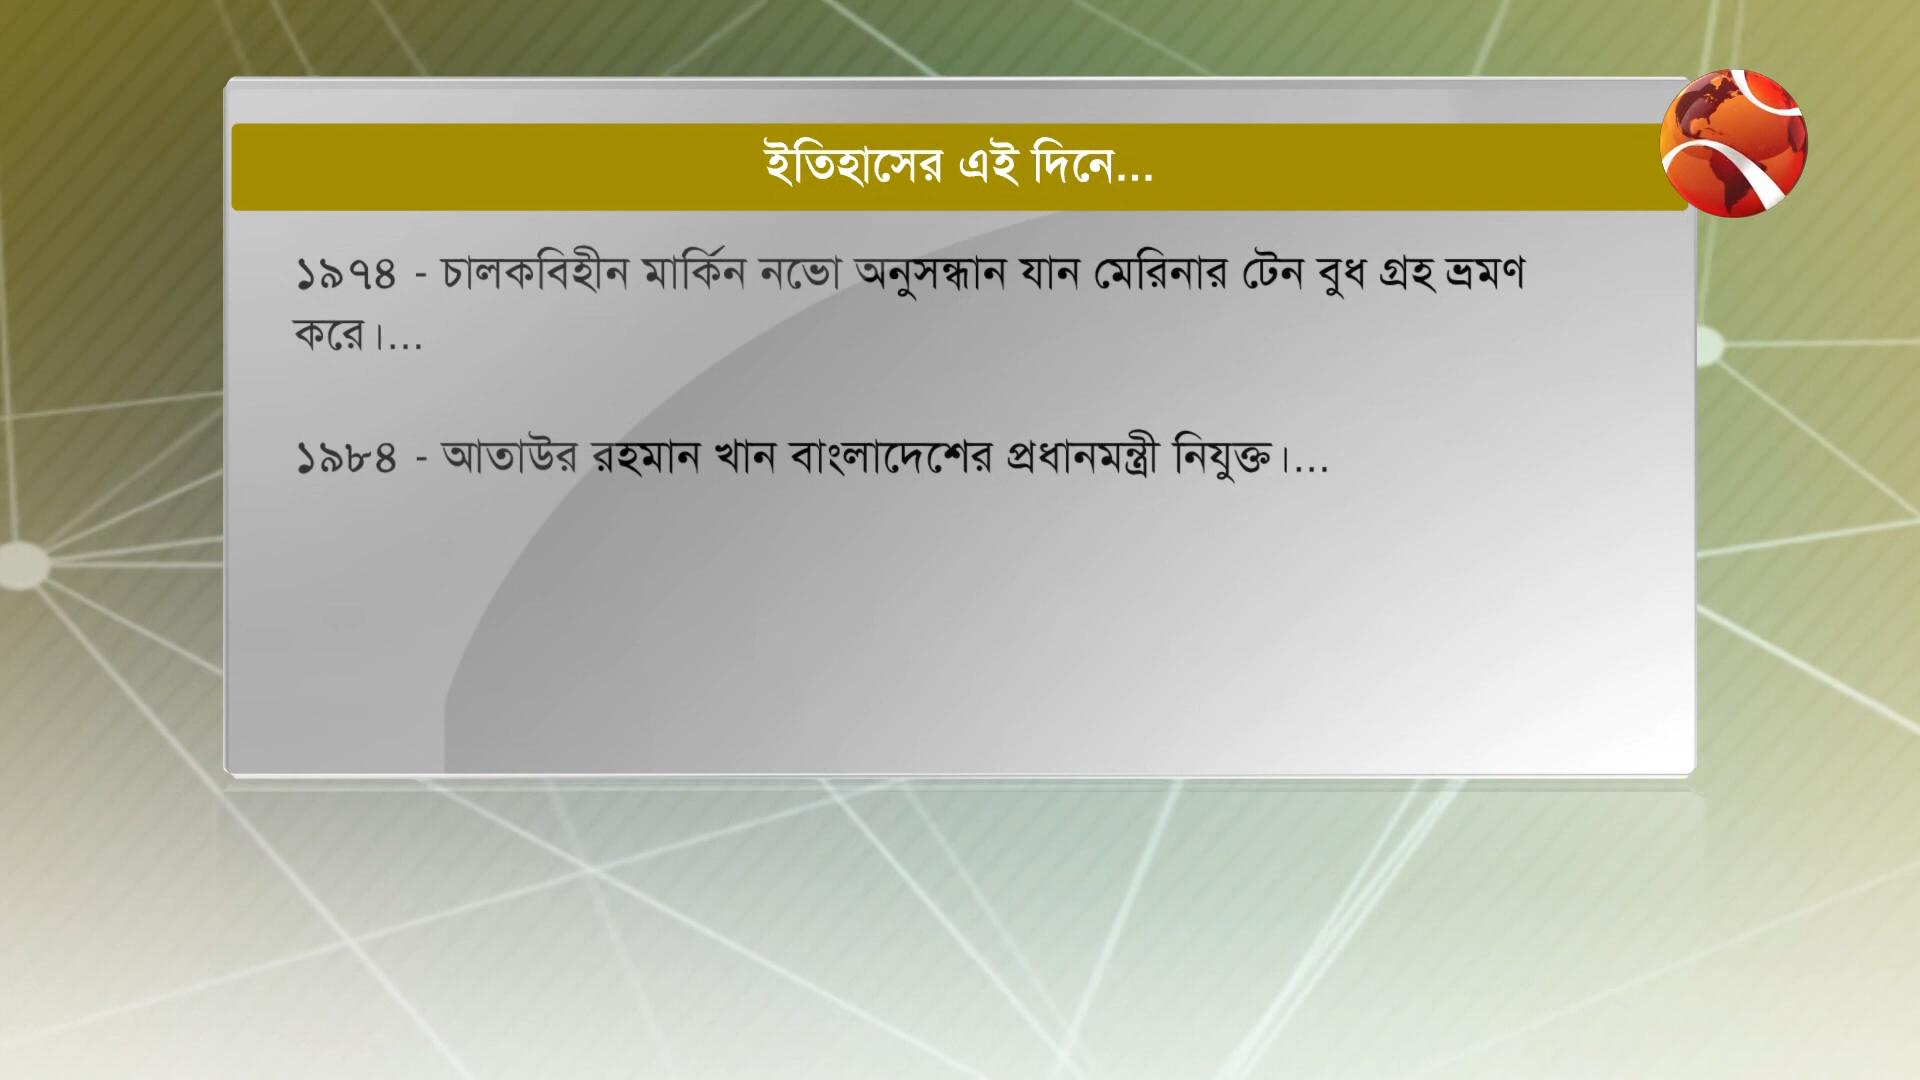 ইতিহাসের এই দিনে...
১৯৭৪ - চালকবিহীন মার্কিন নভো অনুসন্ধান যান মেরিনার টেন বুধ গ্রহ ভ্রমণ
করে।...
১৯৮৪ - আতাউর রহমান খান বাংলাদেশের প্রধানমন্ত্রী নিযুক্ত।...